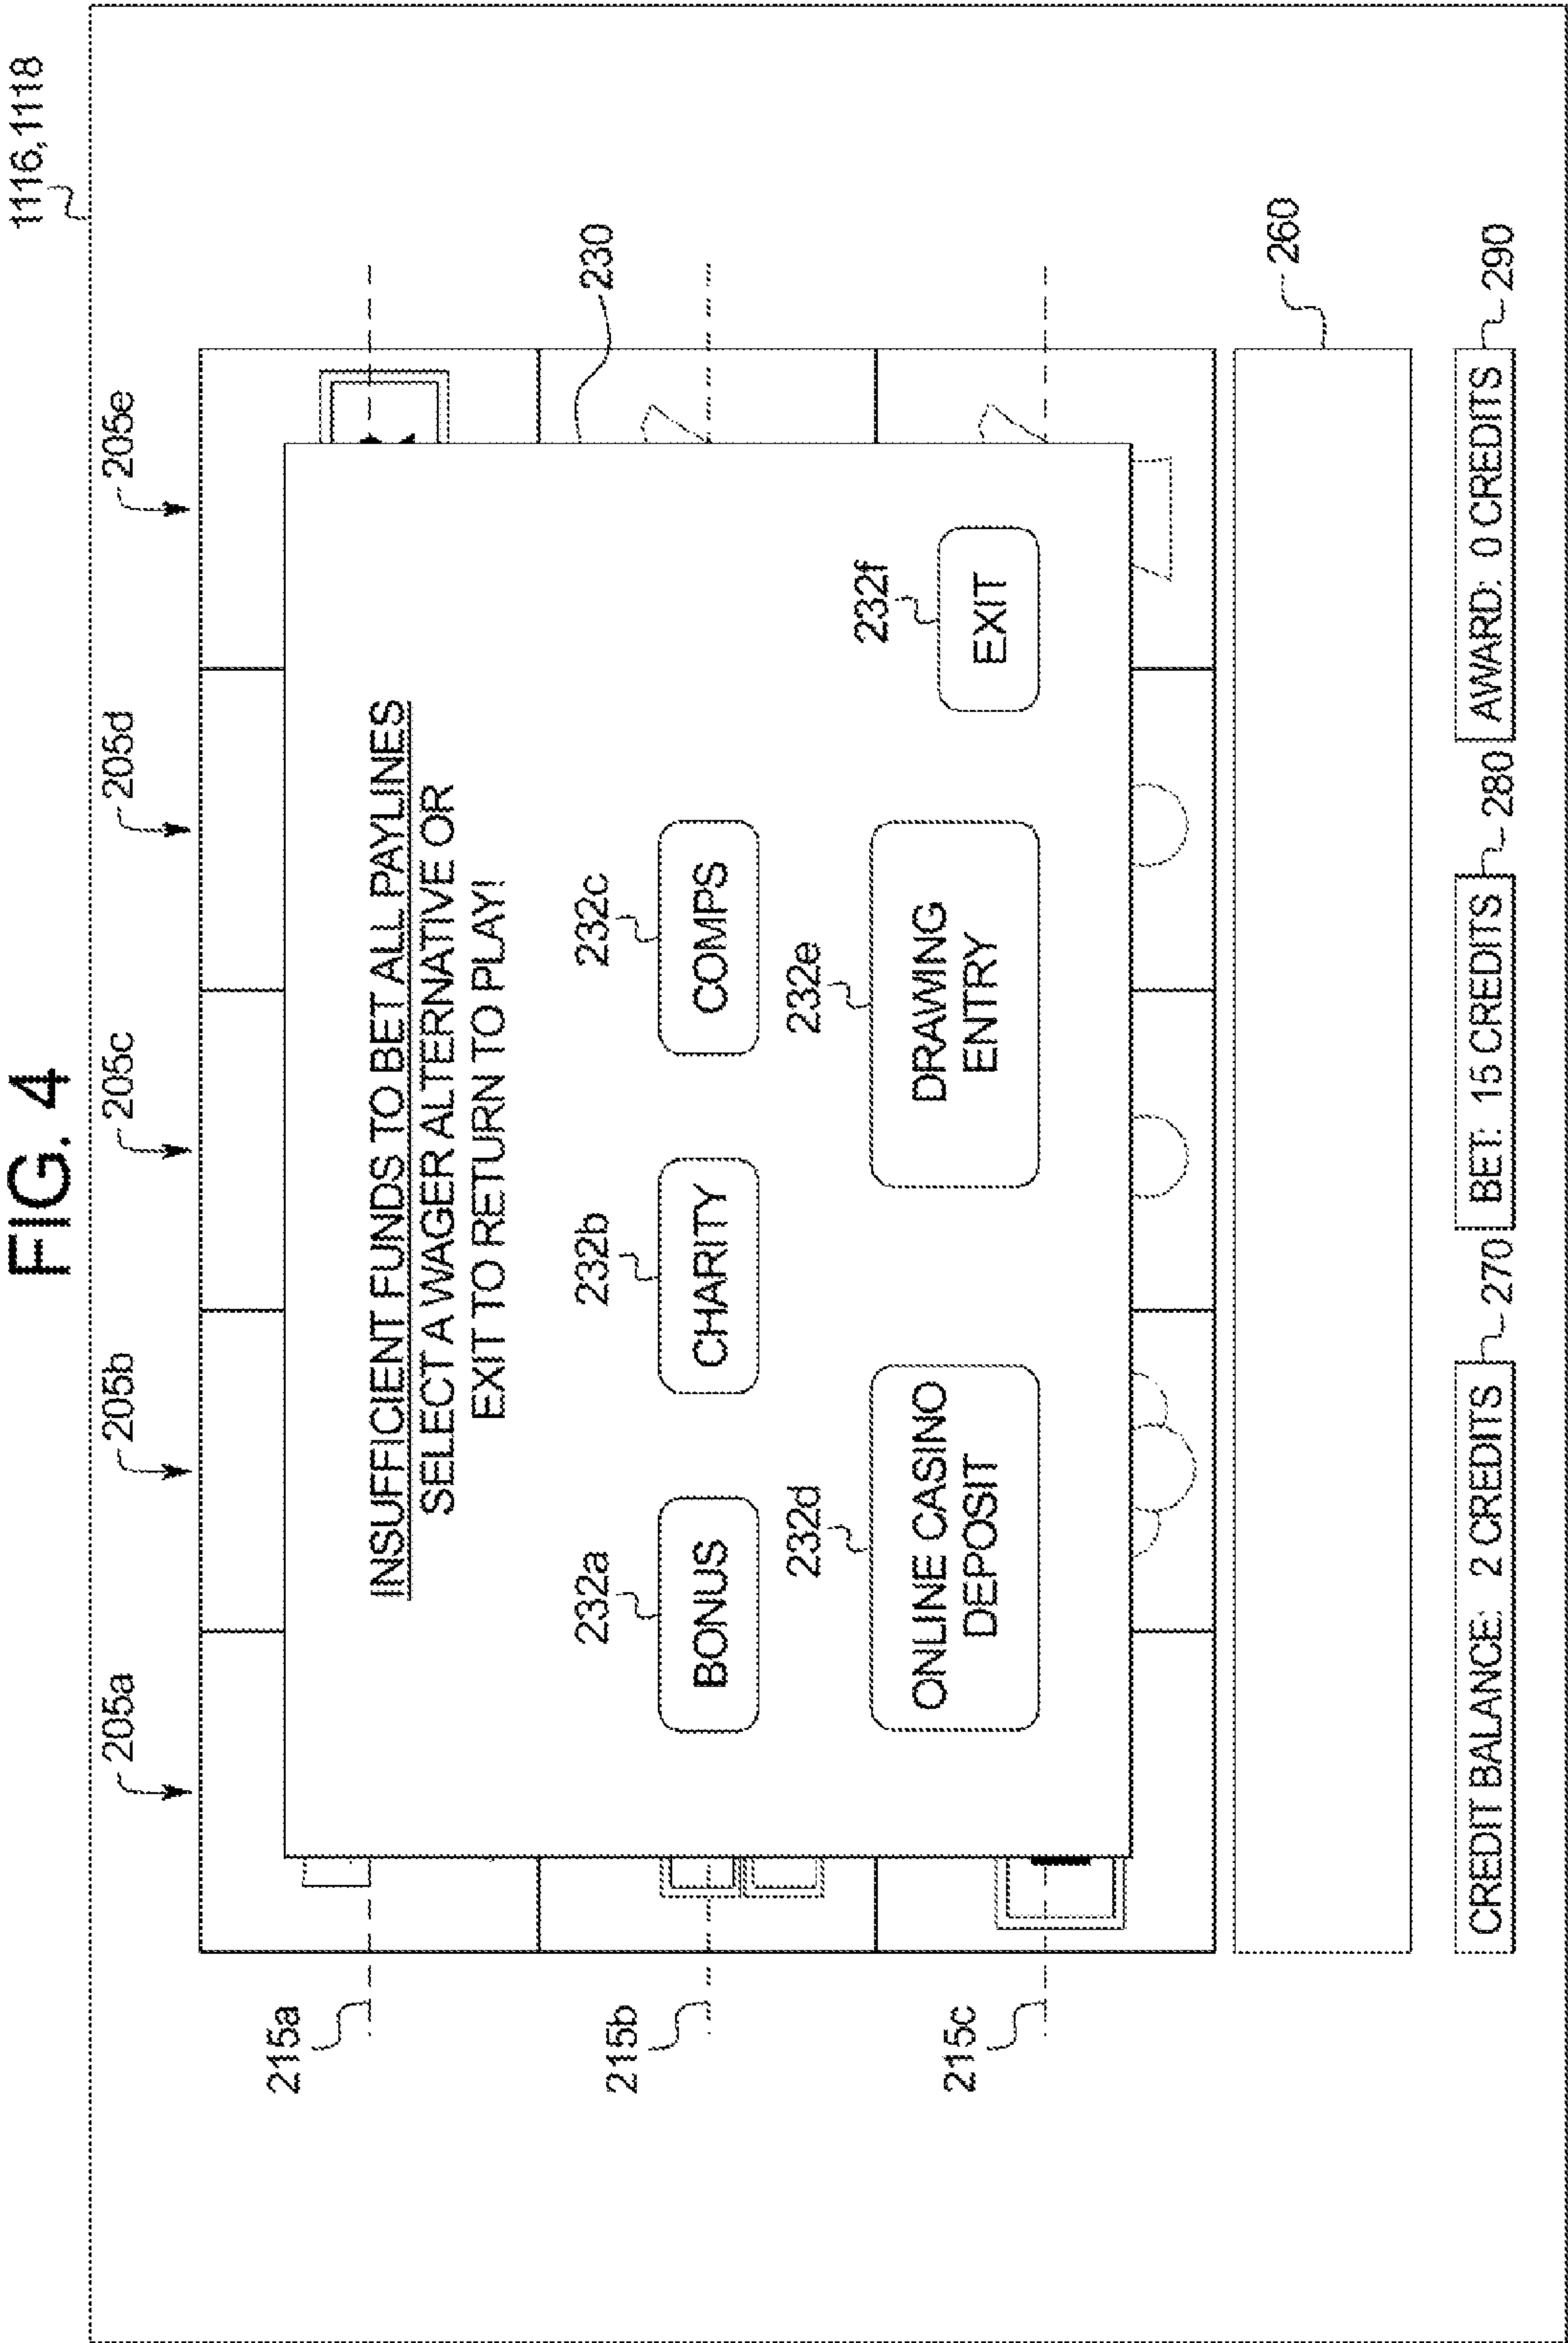 FIG. 4
1116,1118
205a
205b
205c
205d
205e
215a
215b
215c
230
INSUFFICIENT FUNDS TO BET ALL PAYLINES
SELECT A WAGER ALTERNATIVE OR
EXIT TO RETURN TO PLAY!
232a
232b
232c
BONUS
CHARITY
COMPS
232d
232e
232f
ONLINE CASINO
DEPOSIT
DRAWING
ENTRY
EXIT
260
CREDIT BALANCE: 2 CREDITS
270
BET: 15 CREDITS
280
AWARD: 0 CREDITS
290